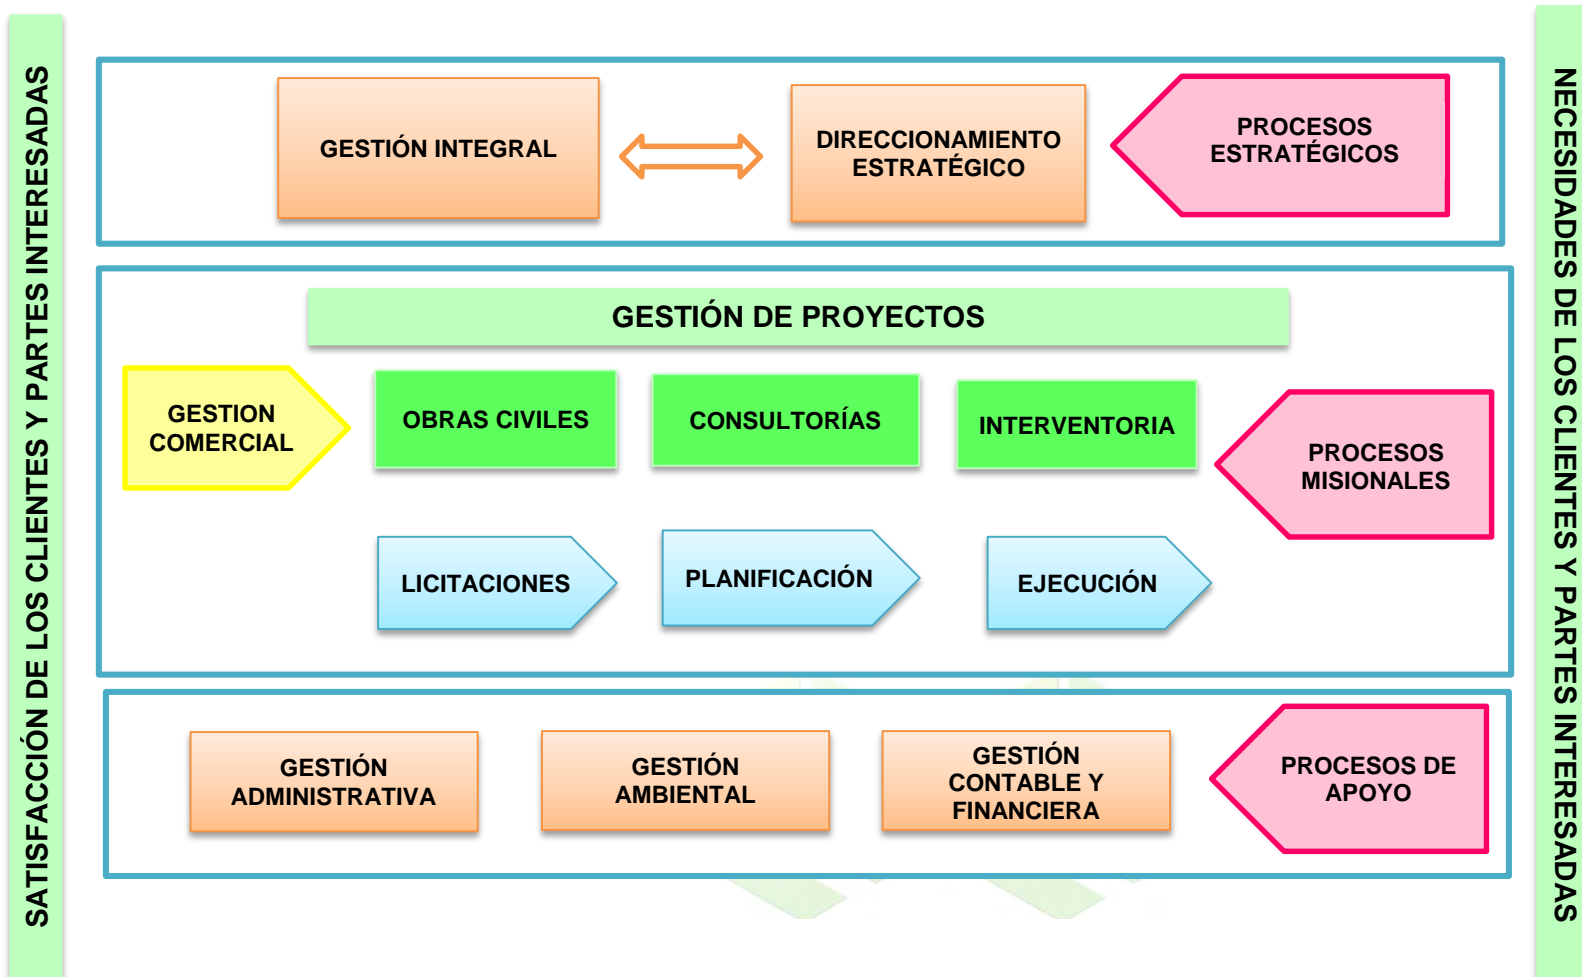 SATISFACCIÓN DE LOS CLIENTES Y PARTES INTERESADAS
GESTIÓN INTEGRAL
DIRECCIONAMIENTO
ESTRATÉGICO
PROCESOS
ESTRATÉGICOS
GESTIÓN DE PROYECTOS
GESTION
COMERCIAL
OBRAS CIVILES
CONSULTORÍAS
INTERVENTORIA
PROCESOS
MISIONALES
LICITACIONES
PLANIFICACIÓN
EJECUCIÓN
GESTIÓN
ADMINISTRATIVA
GESTIÓN
AMBIENTAL
GESTIÓN
CONTABLE Y
FINANCIERA
PROCESOS DE
APOYO
NECESIDADES DE LOS CLIENTES Y PARTES INTERESADAS